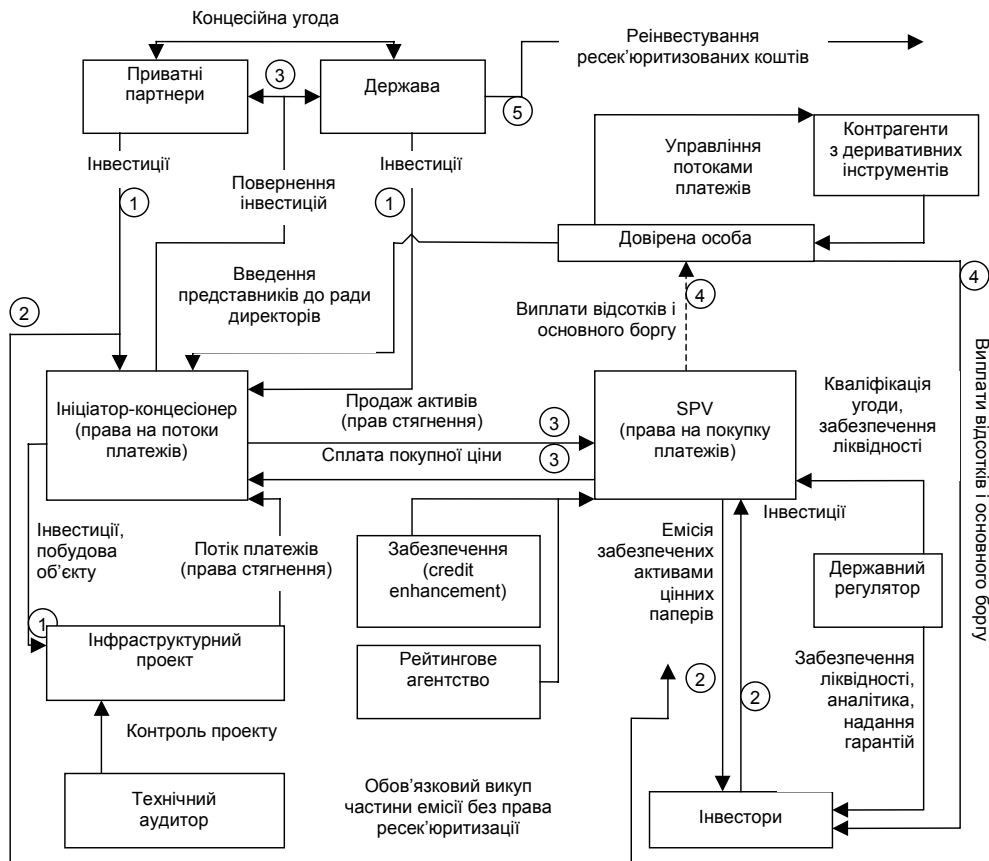 Концесійна угода
Приватні
партнери
3
Держава
5
Реінвестування
ресек’юритизованих коштів
Інвестиції
1
Повернення
інвестицій
Інвестиції
1
Управління
потоками
платежів
Контрагенти
з деривативних
інструментів
Довірена особа
4
4
Введення
представників до ради
директорів
2
Виплати відсотків і
основного боргу
Виплати відсотків і основного боргу
Ініціатор-концесіонер
(права на потоки
платежів)
Продаж активів
(прав стягнення)
3
Сплата покупної ціни
3
SPV
(права на покупку
платежів)
Кваліфікація
угоди,
забезпечення
ліквідності
Інвестиції,
побудова
об’єкту
1
Потік платежів
(права стягнення)
Забезпечення
(credit
enhancement)
Емісія
забезпечених
активами
цінних
паперів
Інвестиції
Державний
регулятор
Інфраструктурний
проект
Рейтингове
агентство
2
2
Забезпечення
ліквідності,
аналітика,
надання
гарантій
Контроль проекту
Технічний
аудитор
Обов’язковий викуп
частини емісії без права
ресек’юритизації
Інвестори